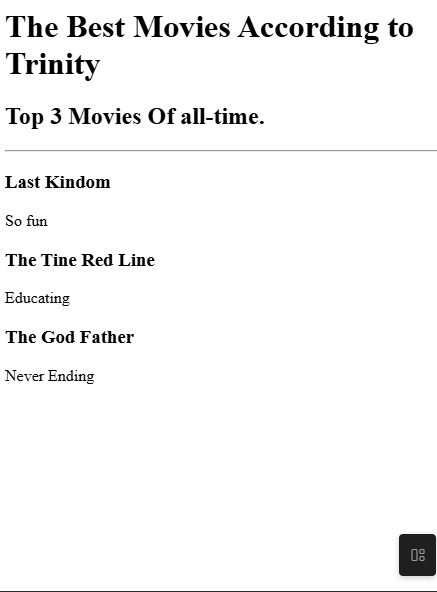 The Best Movies According to
Trinity
Top 3 Movies Of all-time.
Last Kindom
So fun
The Tine Red Line
Educating
The God Father
Never Ending